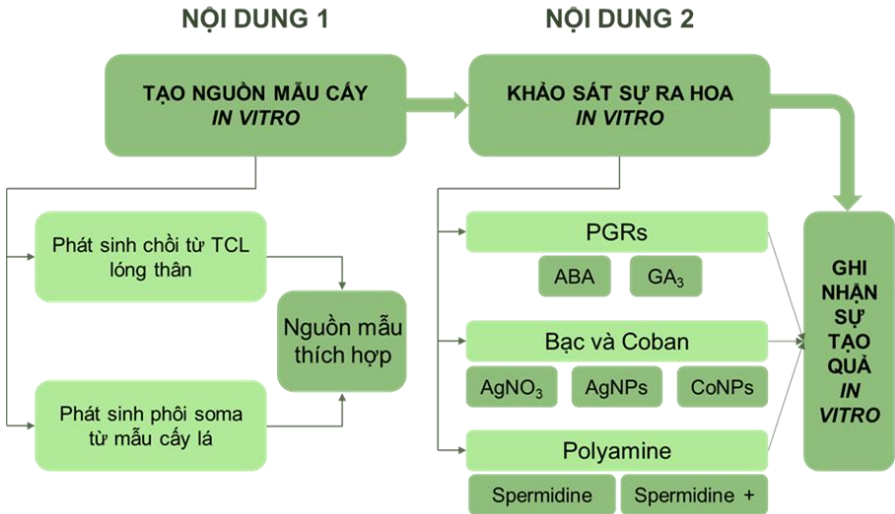 NỘI DUNG 1
NỘI DUNG 2
TẠO NGUỒN MẪU CẤY
IN VITRO
KHẢO SÁT SỰ RA HOA
IN VITRO
Phát sinh chồi từ TCL
lóng thân
Nguồn mẫu
thích hợp
Phát sinh phôi soma
từ mẫu cấy lá
PGRs
ABA
GA₃
Bạc và Coban
AgNO₃
AgNPs
CoNPs
Polyamine
Spermidine
Spermidine +
GHI
NHẬN
SỰ
TẠO
QUẢ
IN
VITRO